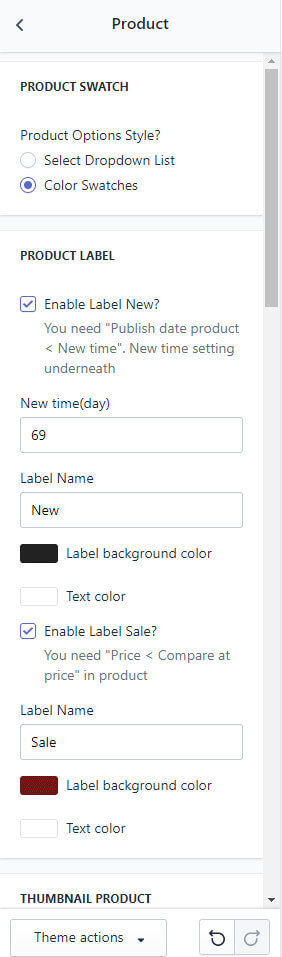 Product
PRODUCT SWATCH
Product Options Style?
Select Dropdown List
Color Swatches
PRODUCT LABEL
Enable Label New?
You need "Publish date product
< New time". New time setting
underneath
New time(day)
69
Label Name
New
Label background color
Text color
Enable Label Sale?
You need "Price < Compare at
price" in product
Label Name
Sale
Label background color
Text color
THUMBNAIL PRODUCT
Theme actions